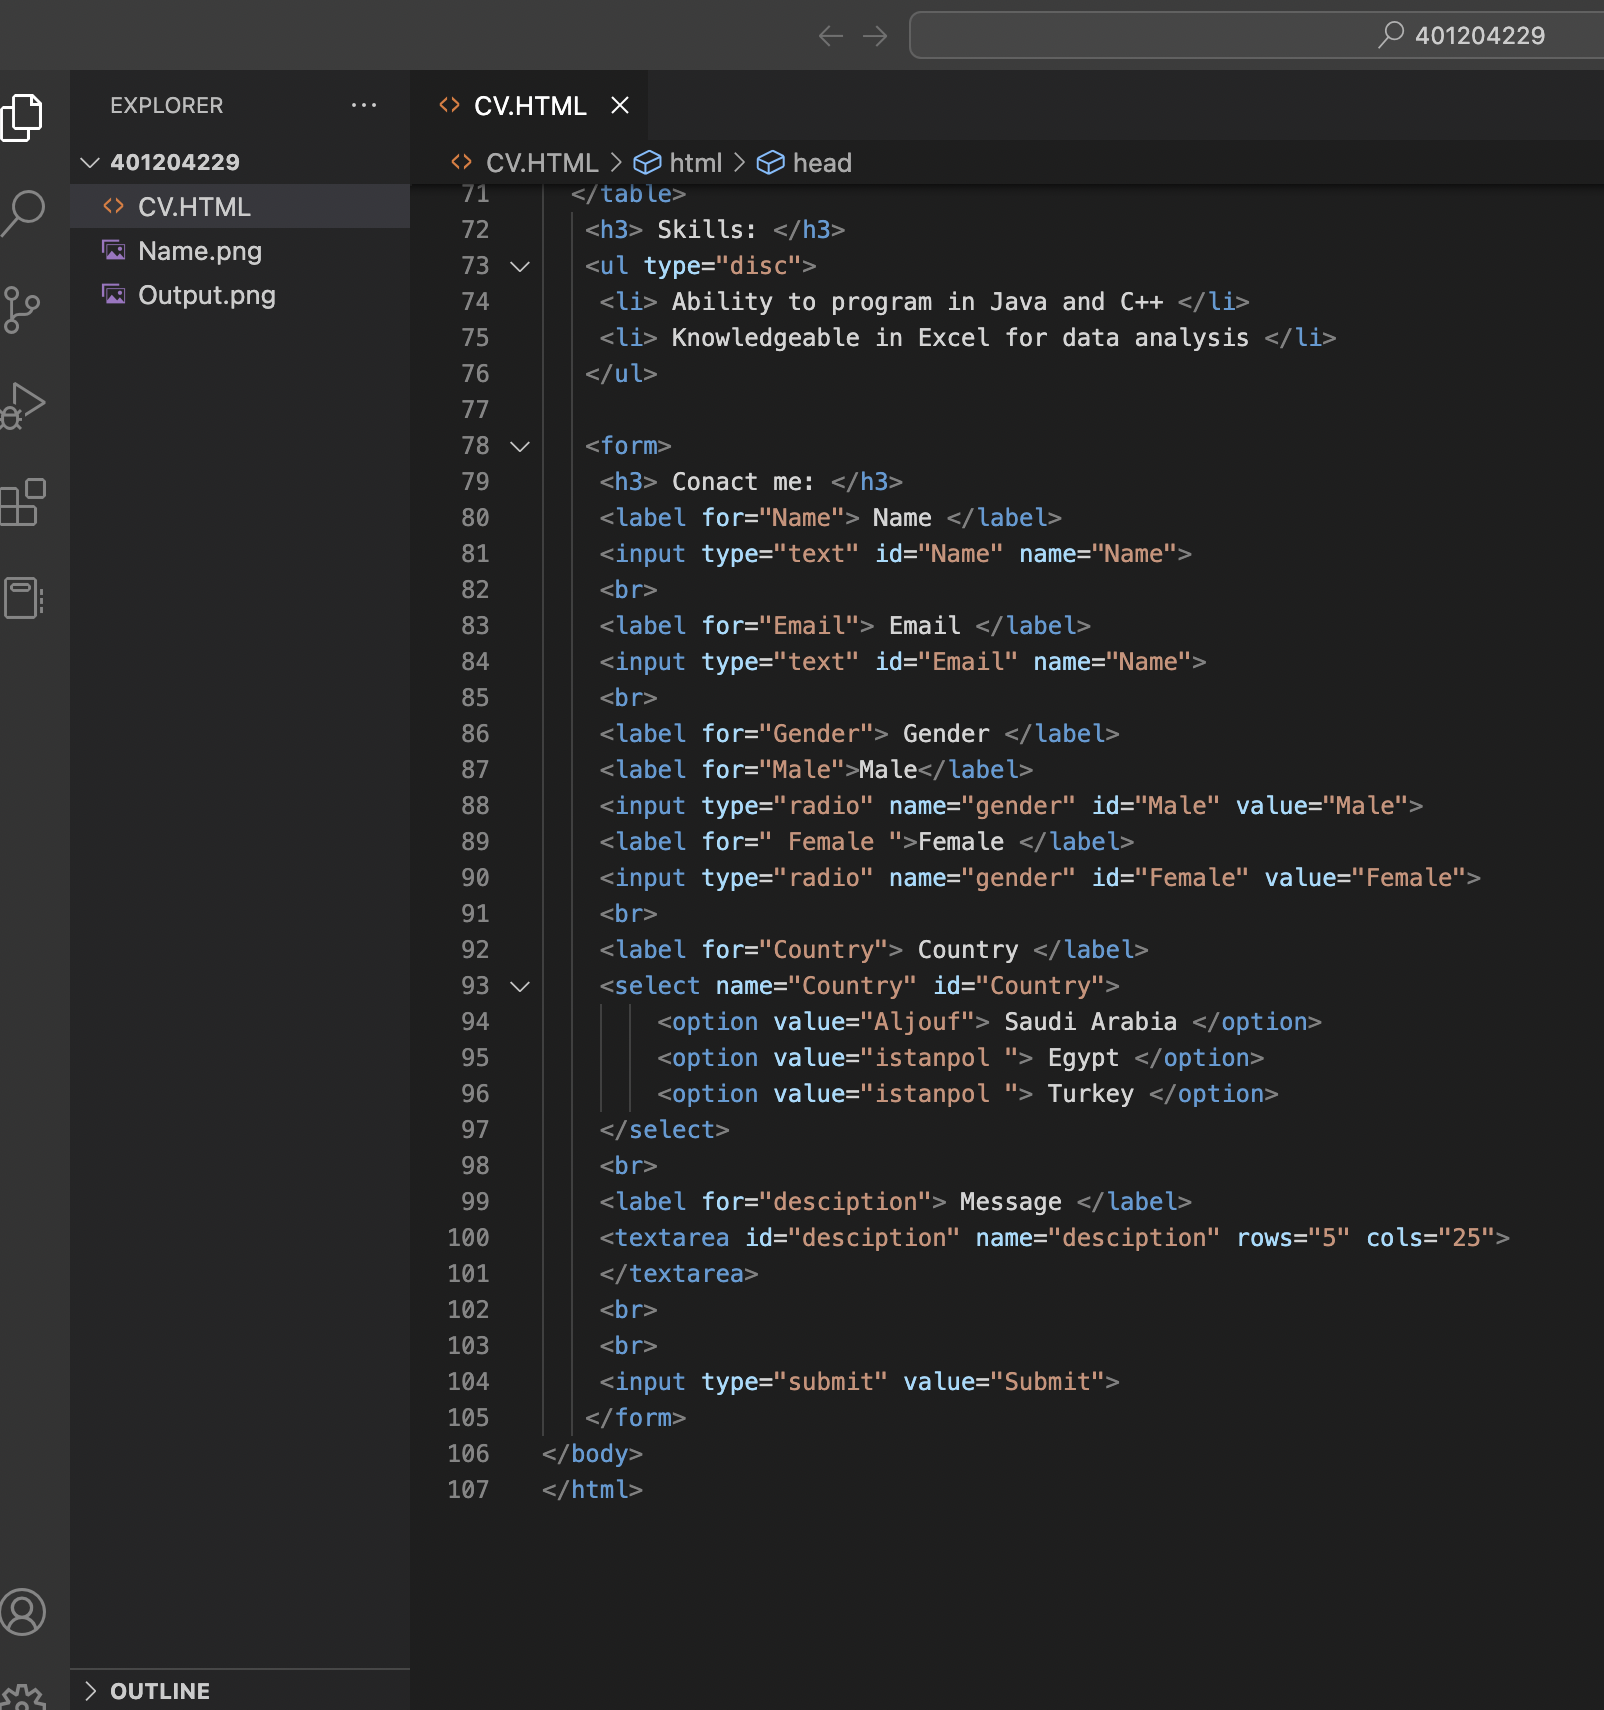 401204229
EXPLORER
401204229
CV.HTML
Name.png
Output.png
OUTLINE
CV.HTML
CV.HTML > html > head
71 </table>
72 <h3> Skills: </h3>
73 <ul type="disc">
74 <li> Ability to program in Java and C++ </li>
75 <li> Knowledgeable in Excel for data analysis </li>
76 </ul>
77
78 <form>
79 <h3> Conact me: </h3>
80 <label for="Name"> Name </label>
81 <input type="text" id="Name" name="Name">
82 <br>
83 <label for="Email"> Email </label>
84 <input type="text" id="Email" name="Name">
85 <br>
86 <label for="Gender"> Gender </label>
87 <label for="Male">Male</label>
88 <input type="radio" name="gender" id="Male" value="Male">
89 <label for=" Female ">Female </label>
90 <input type="radio" name="gender" id="Female" value="Female">
91 <br>
92 <label for="Country"> Country </label>
93 <select name="Country" id="Country">
94 <option value="Aljouf"> Saudi Arabia </option>
95 <option value="istanpol "> Egypt </option>
96 <option value="istanpol "> Turkey </option>
97 </select>
98 <br>
99 <label for="desciption"> Message </label>
100 <textarea id="desciption" name="desciption" rows="5" cols="25">
101 </textarea>
102 <br>
103 <br>
104 <input type="submit" value="Submit">
105 </form>
106 </body>
107 </html>